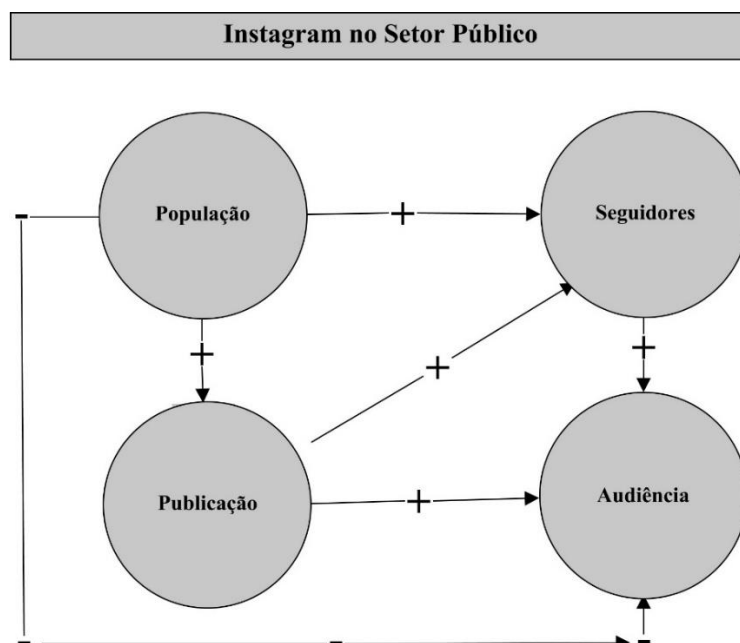 Instagram no Setor Público
População
+
Seguidores
-
+
+
+
Publicação
+
Audiência
-
-
-